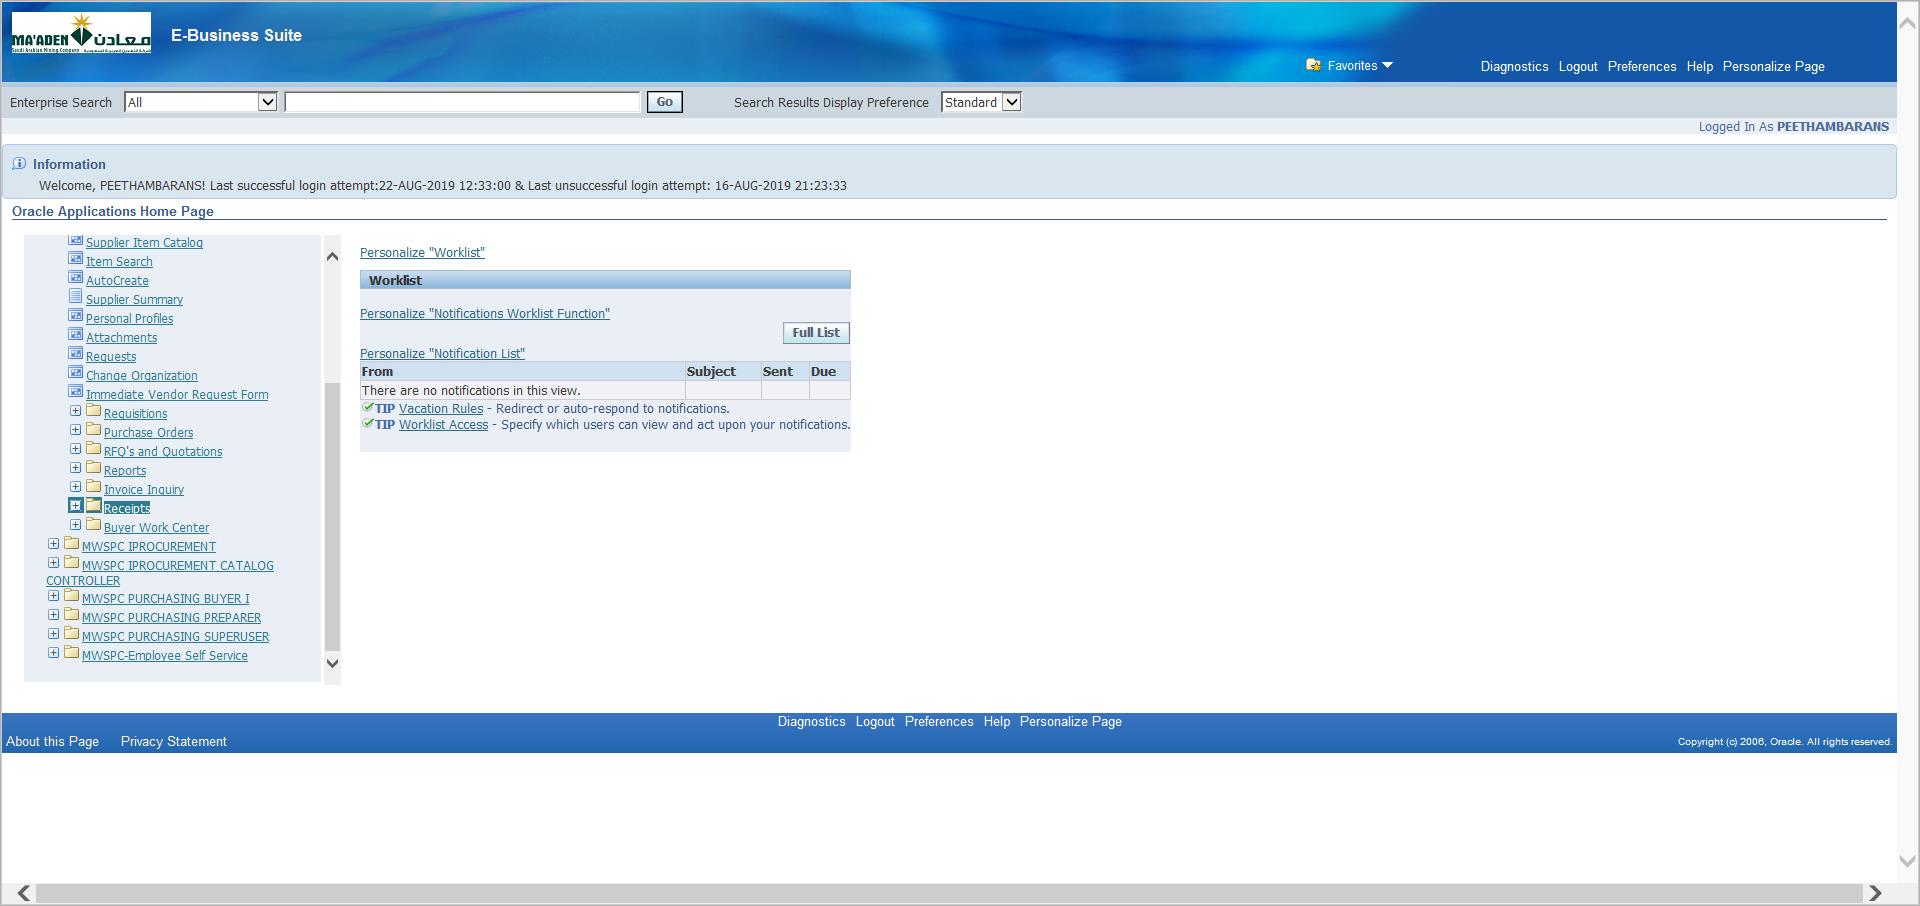 MA'ADEN معادن
Saudi Arabian Mining Company
E-Business Suite
Favorites
Diagnostics Logout Preferences Help Personalize Page
Enterprise Search All Go Search Results Display Preference Standard
Logged In As PEETHAMBARANS
Information
Welcome, PEETHAMBARANS! Last successful login attempt:22-AUG-2019 12:33:00 & Last unsuccessful login attempt: 16-AUG-2019 21:23:33
Oracle Applications Home Page
Supplier Item Catalog
Item Search
AutoCreate
Supplier Summary
Personal Profiles
Attachments
Requests
Change Organization
Immediate Vendor Request Form
Requisitions
Purchase Orders
RFQ's and Quotations
Reports
Invoice Inquiry
Receipts
Buyer Work Center
MWSPC IPROCUREMENT
MWSPC IPROCUREMENT CATALOG
CONTROLLER
MWSPC PURCHASING BUYER I
MWSPC PURCHASING PREPARER
MWSPC PURCHASING SUPERUSER
MWSPC-Employee Self Service
Personalize "Worklist"
Worklist
Personalize "Notifications Worklist Function"
Full List
Personalize "Notification List"
From Subject Sent Due
There are no notifications in this view.
TIP Vacation Rules - Redirect or auto-respond to notifications.
TIP Worklist Access - Specify which users can view and act upon your notifications.
Diagnostics Logout Preferences Help Personalize Page
About this Page Privacy Statement
Copyright (c) 2006, Oracle. All rights reserved.